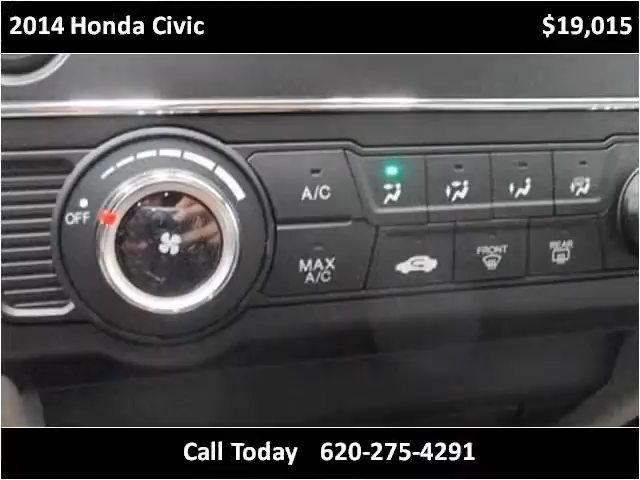 2014 Honda Civic $19,015
OFF
A/C
MAX
A/C
FRONT
REAR
Call Today 620-275-4291